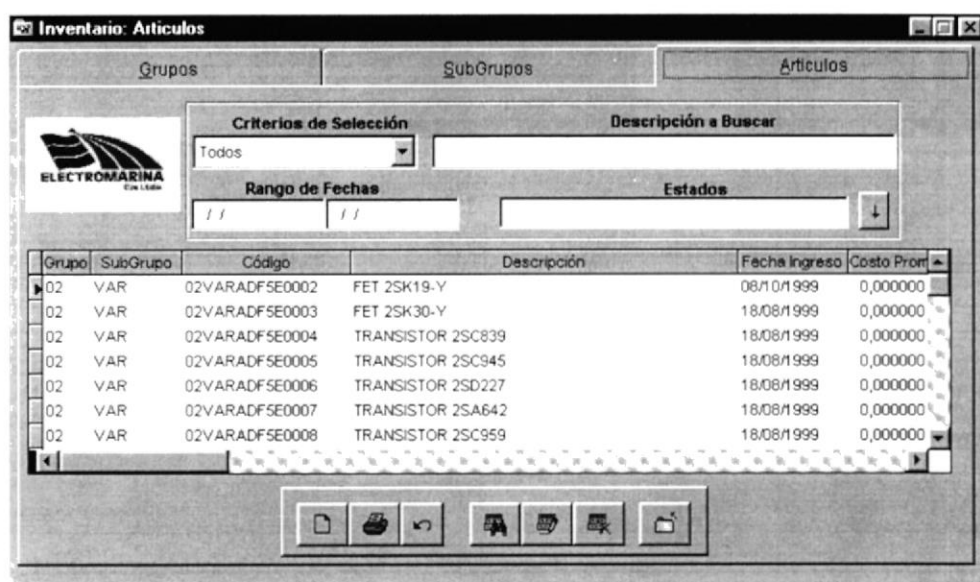 Inventario: Articulos
Grupos SubGrupos Articulos
ELECTROMARINA
Cia. Ltda.
Criterios de Selección Descripción a Buscar
Todos
Rango de Fechas Estados
/ / / /
Grupo SubGrupo Código Descripción Fecha Ingreso Costo Prom
02 VAR 02VARADF5E0002 FET 2SK19-Y 08/10/1999 0,000000
02 VAR 02VARADF5E0003 FET 2SK30-Y 18/08/1999 0,000000
02 VAR 02VARADF5E0004 TRANSISTOR 2SC839 18/08/1999 0,000000
02 VAR 02VARADF5E0005 TRANSISTOR 2SC945 18/08/1999 0,000000
02 VAR 02VARADF5E0006 TRANSISTOR 2SD227 18/08/1999 0,000000
02 VAR 02VARADF5E0007 TRANSISTOR 2SA642 18/08/1999 0,000000
02 VAR 02VARADF5E0008 TRANSISTOR 2SC959 18/08/1999 0,000000